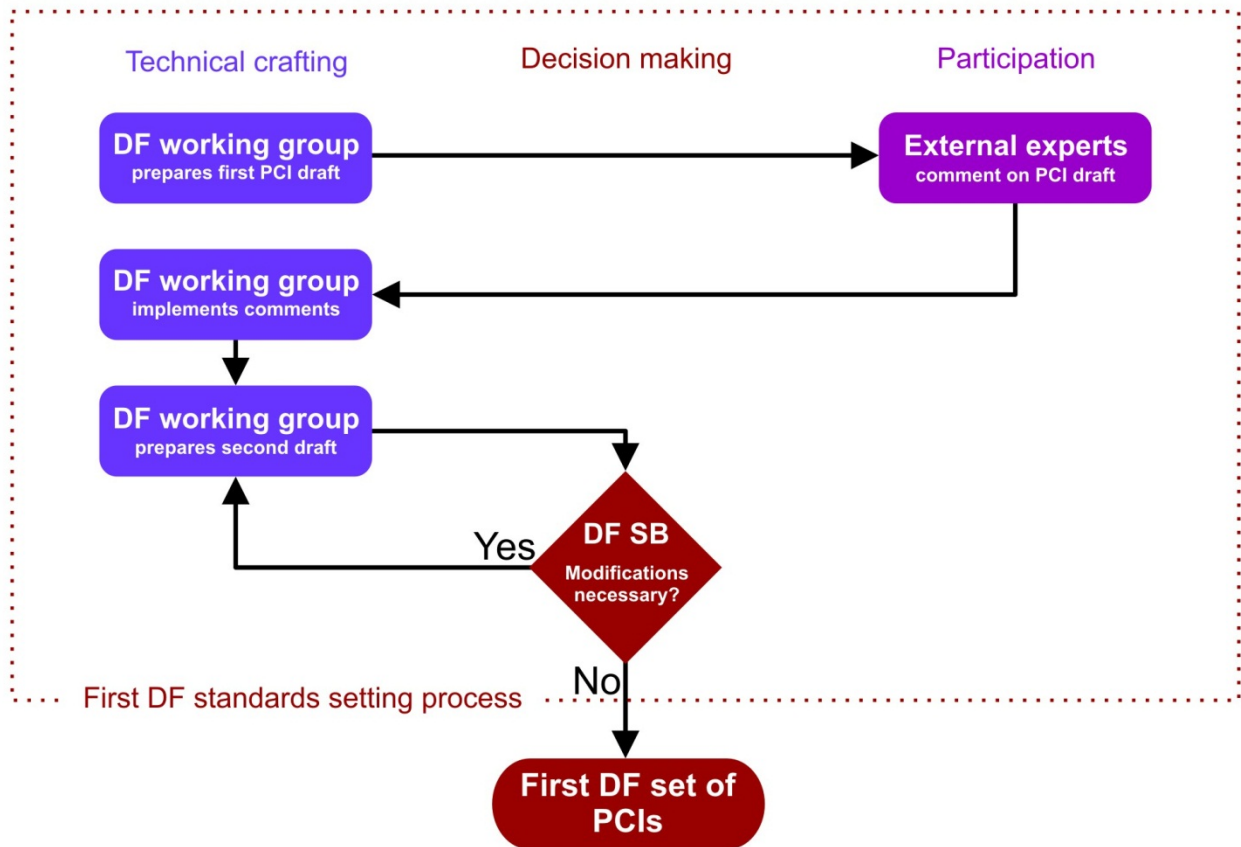 Technical crafting
Decision making
Participation
DF working group
prepares first PCI draft
External experts
comment on PCI draft
DF working group
implements comments
DF working group
prepares second draft
DF SB
Modifications
necessary?
Yes
No
First DF standards setting process
First DF set of
PCIs